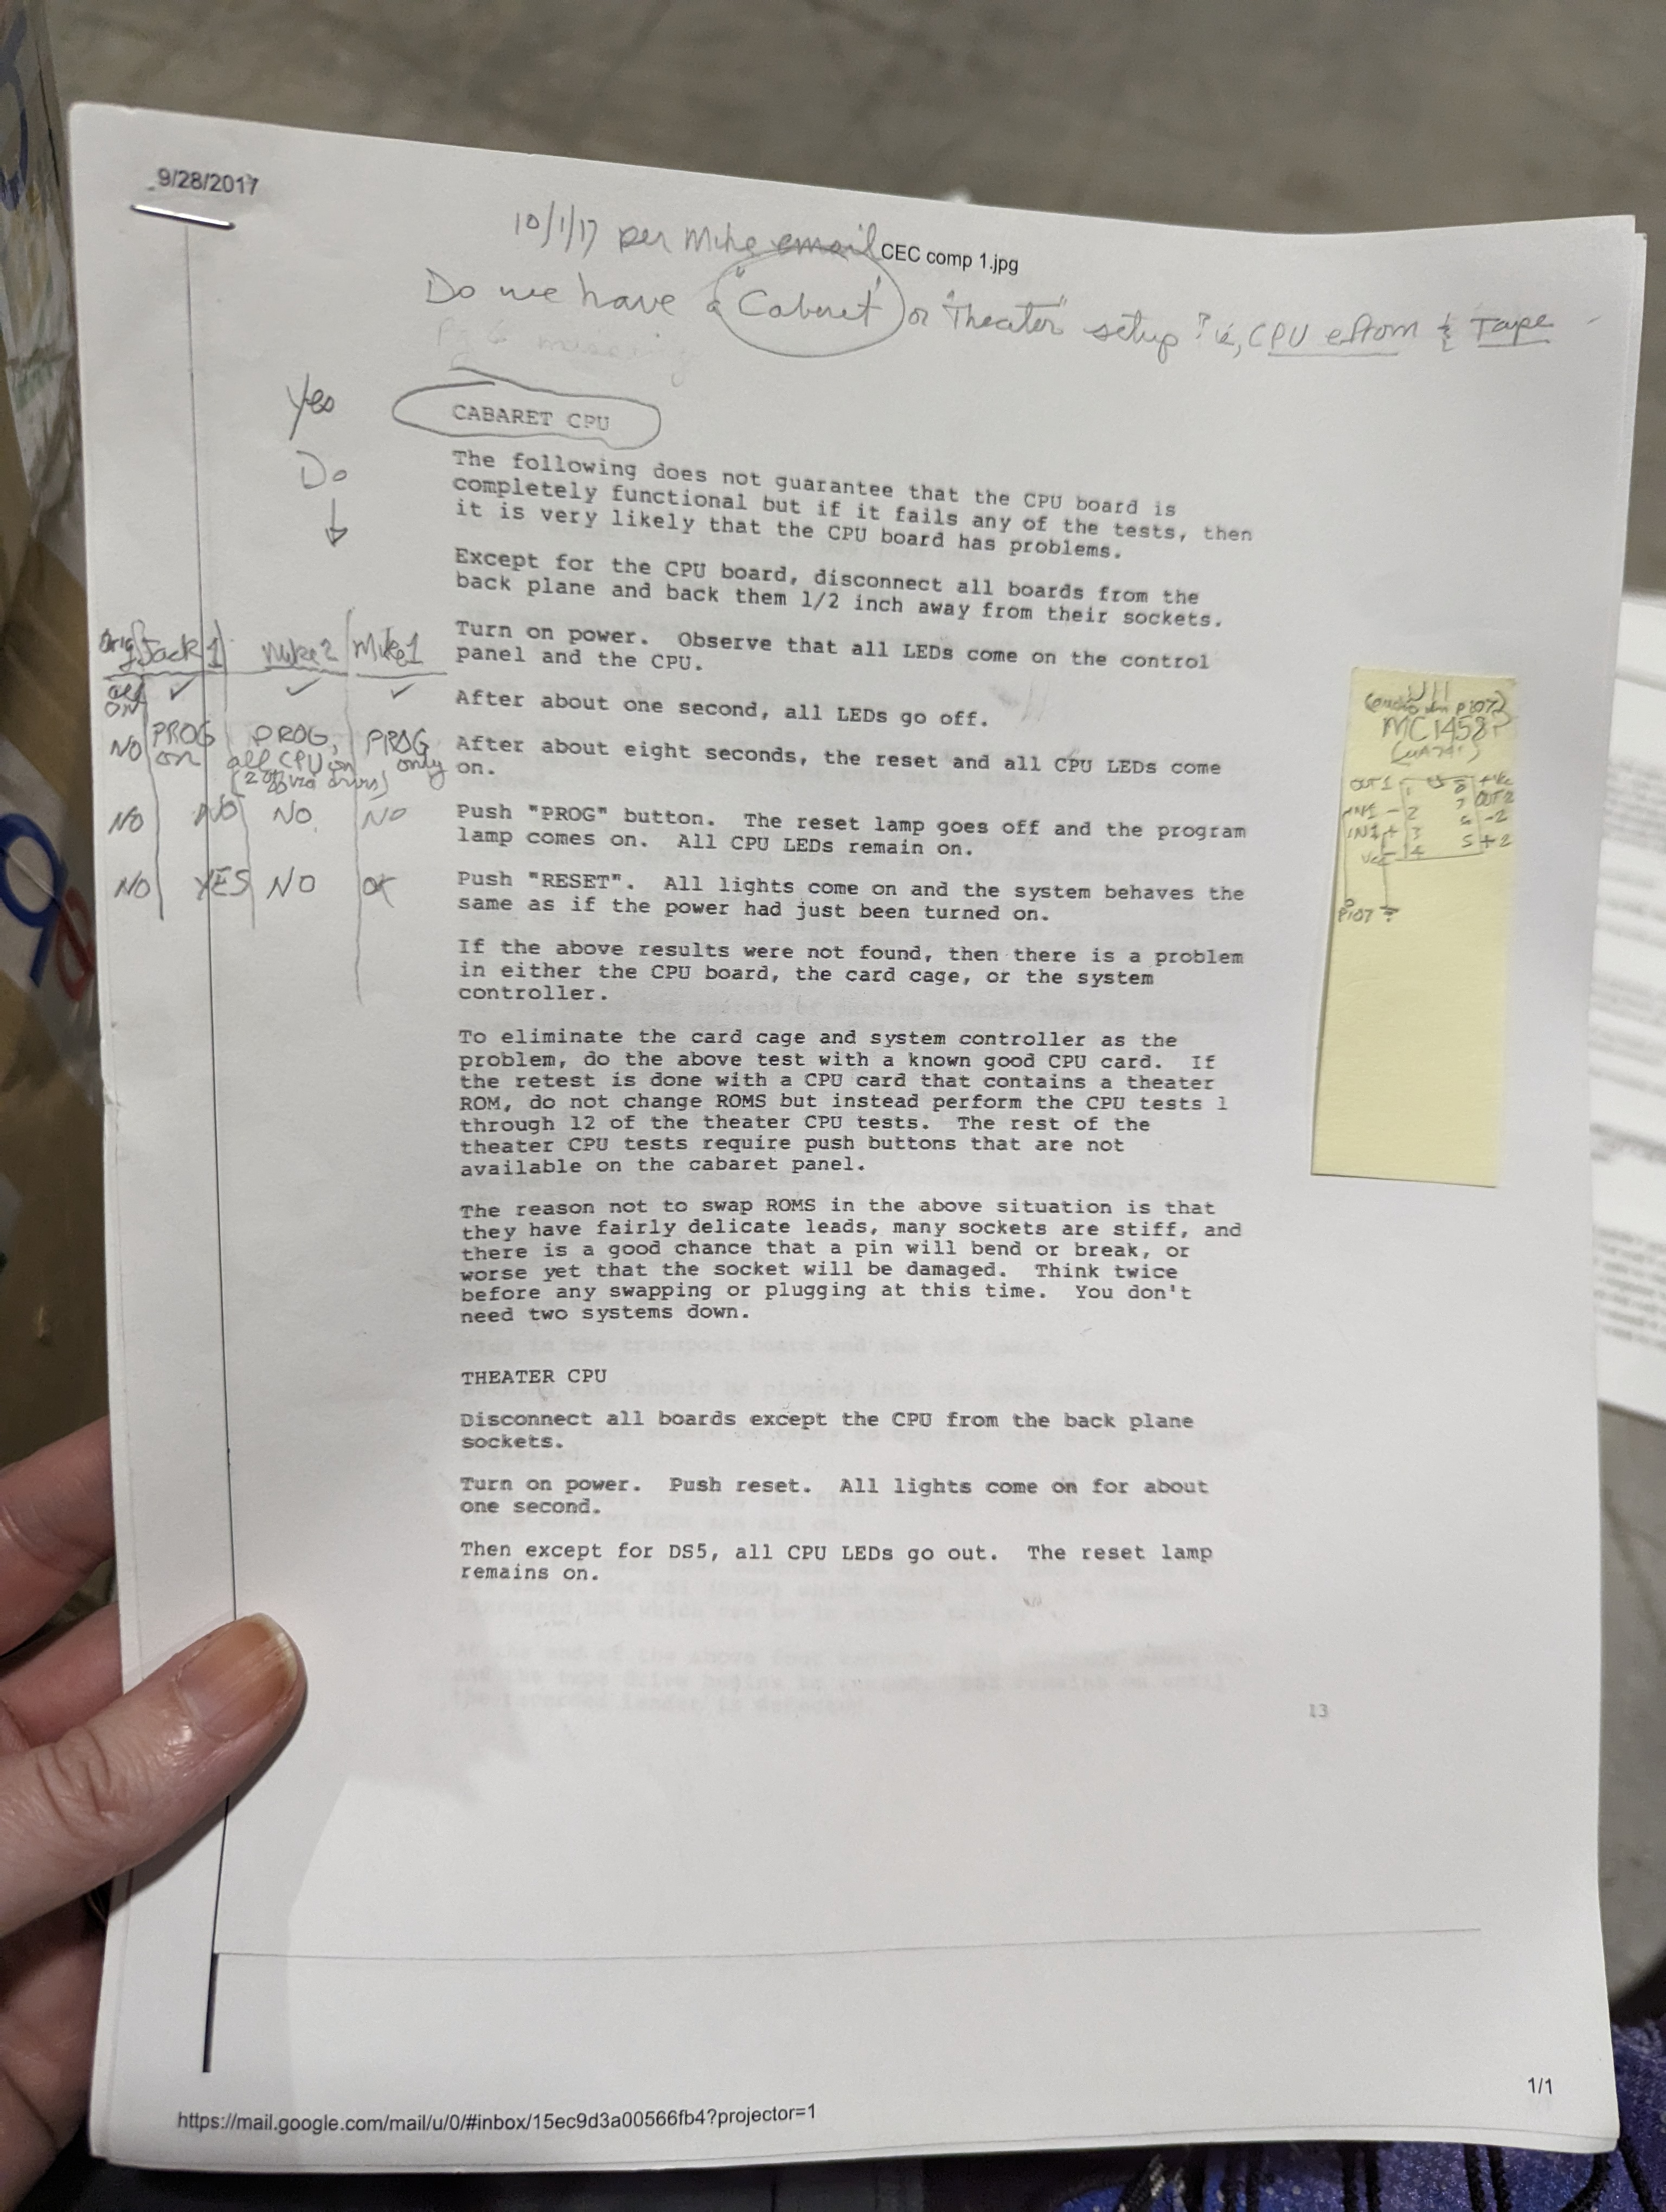 9/28/2017
10/1/17 per Mike email CEC comp 1.jpg
Do we have a "Cabaret" or "Theater" setup? ie, CPU eProm & Tape
Pg 6 missing
Yes
CABARET CPU
Do
The following does not guarantee that the CPU board is
completely functional but if it fails any of the tests, then
it is very likely that the CPU board has problems.
Except for the CPU board, disconnect all boards from the
back plane and back them 1/2 inch away from their sockets.
Orig Jack 1 Mike 2 Mike 1
Turn on power. Observe that all LEDs come on the control
panel and the CPU.
all ON ✓ ✓ ✓
After about one second, all LEDs go off.
NO PROG on PROG, all CPU on PROG only
After about eight seconds, the reset and all CPU LEDs come
on.
NO NO NO NO
Push "PROG" button. The reset lamp goes off and the program
lamp comes on. All CPU LEDs remain on.
NO YES NO OK
Push "RESET". All lights come on and the system behaves the
same as if the power had just been turned on.
If the above results were not found, then there is a problem
in either the CPU board, the card cage, or the system
controller.
To eliminate the card cage and system controller as the
problem, do the above test with a known good CPU card. If
the retest is done with a CPU card that contains a theater
ROM, do not change ROMS but instead perform the CPU tests 1
through 12 of the theater CPU tests. The rest of the
theater CPU tests require push buttons that are not
available on the cabaret panel.
The reason not to swap ROMS in the above situation is that
they have fairly delicate leads, many sockets are stiff, and
there is a good chance that a pin will bend or break, or
worse yet that the socket will be damaged. Think twice
before any swapping or plugging at this time. You don't
need two systems down.
THEATER CPU
Disconnect all boards except the CPU from the back plane
sockets.
Turn on power. Push reset. All lights come on for about
one second.
Then except for DS5, all CPU LEDs go out. The reset lamp
remains on.
13
U11
MC1458
OUT1 1 8 +Vcc
IN1 - 2 7 OUT2
IN1 + 3 6 -2
Vcc - 4 5 +2
P107
1/1
https://mail.google.com/mail/u/0/#inbox/15ec9d3a00566fb4?projector=1